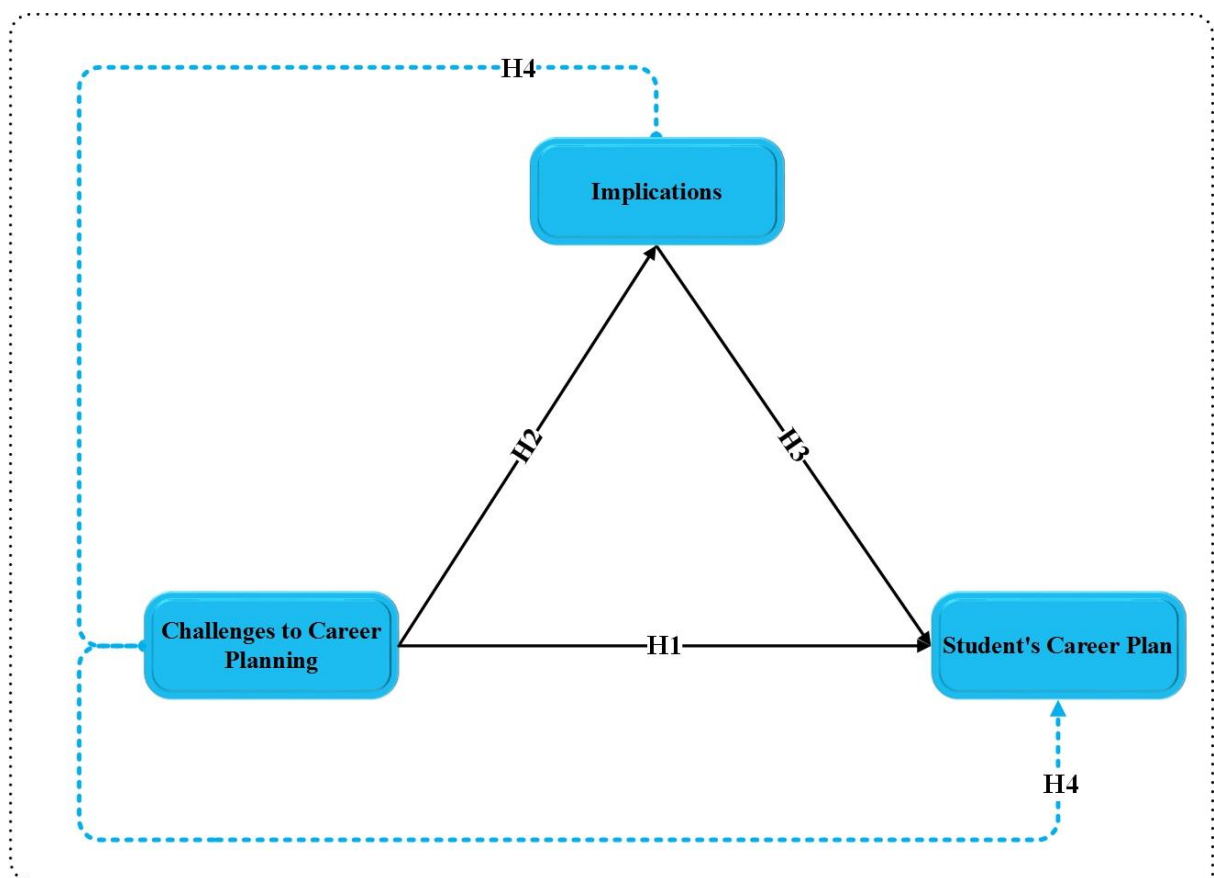 H4
Implications
H2
H3
Challenges to Career
Planning
H1
Student's Career Plan
H4